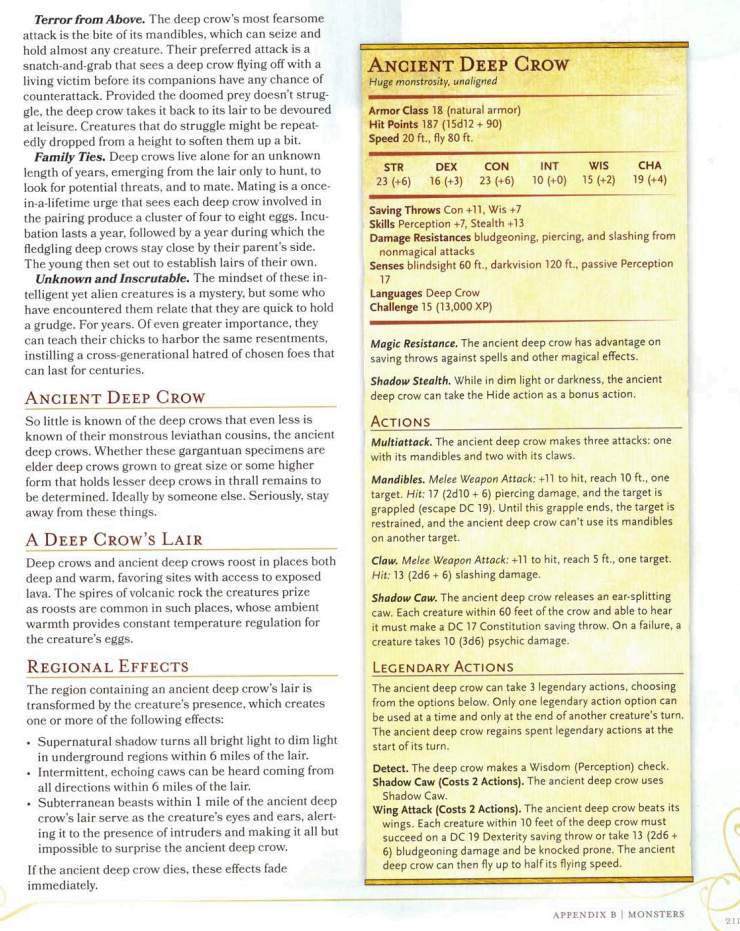 Terror from Above. The deep crow's most fearsome
attack is the bite of its mandibles, which can seize and
hold almost any creature. Their preferred attack is a
snatch-and-grab that sees a deep crow flying off with a
living victim before its companions have any chance of
counterattack. Provided the doomed prey doesn't strug-
gle, the deep crow takes it back to its lair to be devoured
at leisure. Creatures that do struggle might be repeat-
edly dropped from a height to soften them up a bit.
Family Ties. Deep crows live alone for an unknown
length of years, emerging from the lair only to hunt, to
look for potential threats, and to mate. Mating is a once-
in-a-lifetime urge that sees each deep crow involved in
the pairing produce a cluster of four to eight eggs. Incu-
bation lasts a year, followed by a year during which the
fledgling deep crows stay close by their parent's side.
The young then set out to establish lairs of their own.
Unknown and Inscrutable. The mindset of these in-
telligent yet alien creatures is a mystery, but some who
have encountered them relate that they are quick to hold
a grudge. For years. Of even greater importance, they
can teach their chicks to harbor the same resentments,
instilling a cross-generational hatred of chosen foes that
can last for centuries.
Ancient Deep Crow
So little is known of the deep crows that even less is
known of their monstrous leviathan cousins, the ancient
deep crows. Whether these gargantuan specimens are
elder deep crows grown to great size or some higher
form that holds lesser deep crows in thrall remains to
be determined. Ideally by someone else. Seriously, stay
away from these things.
A Deep Crow's Lair
Deep crows and ancient deep crows roost in places both
deep and warm, favoring sites with access to exposed
lava. The spires of volcanic rock the creatures prize
as roosts are common in such places, whose ambient
warmth provides constant temperature regulation for
the creature's eggs.
Regional Effects
The region containing an ancient deep crow's lair is
transformed by the creature's presence, which creates
one or more of the following effects:
• Supernatural shadow turns all bright light to dim light
in underground regions within 6 miles of the lair.
• Intermittent, echoing caws can be heard coming from
all directions within 6 miles of the lair.
• Subterranean beasts within 1 mile of the ancient deep
crow's lair serve as the creature's eyes and ears, alert-
ing it to the presence of intruders and making it all but
impossible to surprise the ancient deep crow.
If the ancient deep crow dies, these effects fade
immediately.
Ancient Deep Crow
Huge monstrosity, unaligned
Armor Class 18 (natural armor)
Hit Points 187 (15d12 + 90)
Speed 20 ft., fly 80 ft.
STR DEX CON INT WIS CHA
23 (+6) 16 (+3) 23 (+6) 10 (+0) 15 (+2) 19 (+4)
Saving Throws Con +11, Wis +7
Skills Perception +7, Stealth +13
Damage Resistances bludgeoning, piercing, and slashing from
nonmagical attacks
Senses blindsight 60 ft., darkvision 120 ft., passive Perception
17
Languages Deep Crow
Challenge 15 (13,000 XP)
Magic Resistance. The ancient deep crow has advantage on
saving throws against spells and other magical effects.
Shadow Stealth. While in dim light or darkness, the ancient
deep crow can take the Hide action as a bonus action.
Actions
Multiattack. The ancient deep crow makes three attacks: one
with its mandibles and two with its claws.
Mandibles. Melee Weapon Attack: +11 to hit, reach 10 ft., one
target. Hit: 17 (2d10 + 6) piercing damage, and the target is
grappled (escape DC 19). Until this grapple ends, the target is
restrained, and the ancient deep crow can't use its mandibles
on another target.
Claw. Melee Weapon Attack: +11 to hit, reach 5 ft., one target.
Hit: 13 (2d6 + 6) slashing damage.
Shadow Caw. The ancient deep crow releases an ear-splitting
caw. Each creature within 60 feet of the crow and able to hear
it must make a DC 17 Constitution saving throw. On a failure, a
creature takes 10 (3d6) psychic damage.
Legendary Actions
The ancient deep crow can take 3 legendary actions, choosing
from the options below. Only one legendary action option can
be used at a time and only at the end of another creature's turn.
The ancient deep crow regains spent legendary actions at the
start of its turn.
Detect. The deep crow makes a Wisdom (Perception) check.
Shadow Caw (Costs 2 Actions). The ancient deep crow uses
Shadow Caw.
Wing Attack (Costs 2 Actions). The ancient deep crow beats its
wings. Each creature within 10 feet of the deep crow must
succeed on a DC 19 Dexterity saving throw or take 13 (2d6 +
6) bludgeoning damage and be knocked prone. The ancient
deep crow can then fly up to half its flying speed.
APPENDIX B | MONSTERS
211